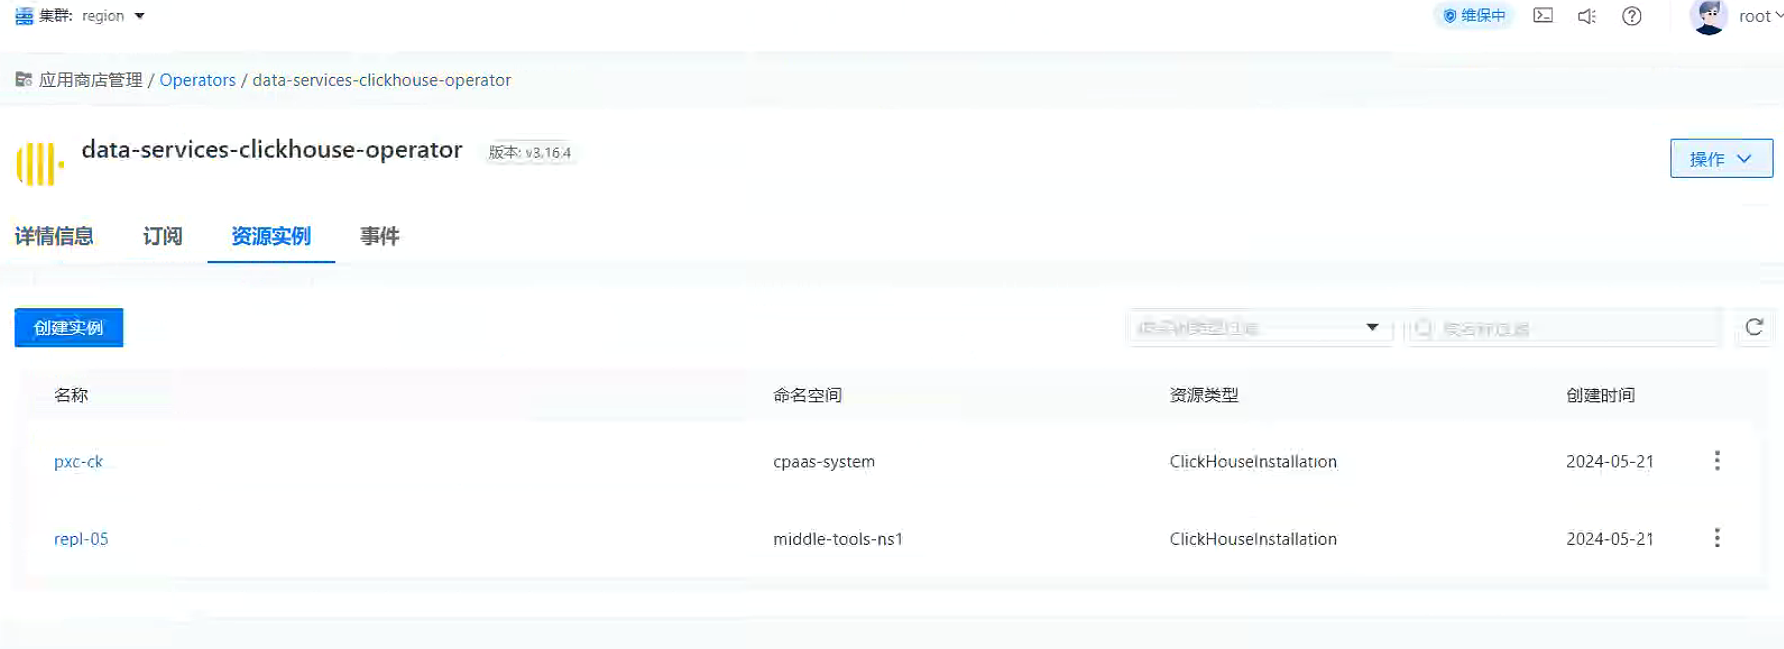 集群: region
维保中
root
应用商店管理 / Operators / data-services-clickhouse-operator
data-services-clickhouse-operator 版本: v3.16.4
操作
详情信息 订阅 资源实例 事件
创建实例
名称 命名空间 资源类型 创建时间
pxc-ck cpaas-system ClickHouseInstallation 2024-05-21
repl-05 middle-tools-ns1 ClickHouseInstallation 2024-05-21